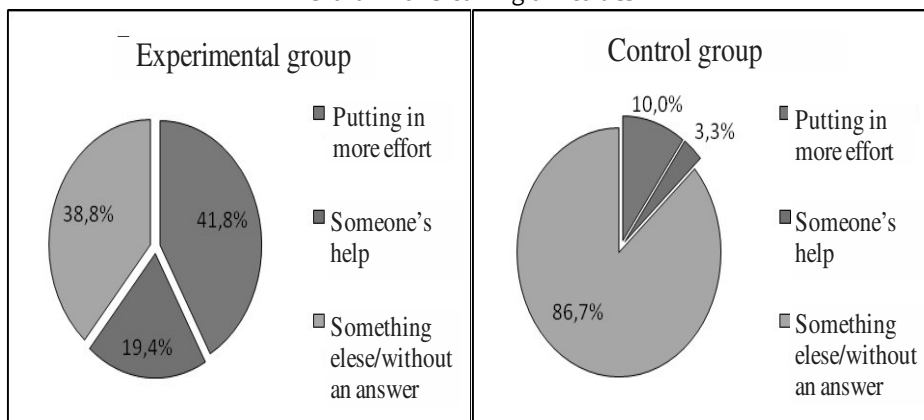 Experimental group
41,8%
19,4%
38,8%
Putting in
more effort
Someone's
help
Something
elese/without
an answer
Control group
10,0%
3,3%
86,7%
Putting in
more effort
Someone's
help
Something
elese/without
an answer